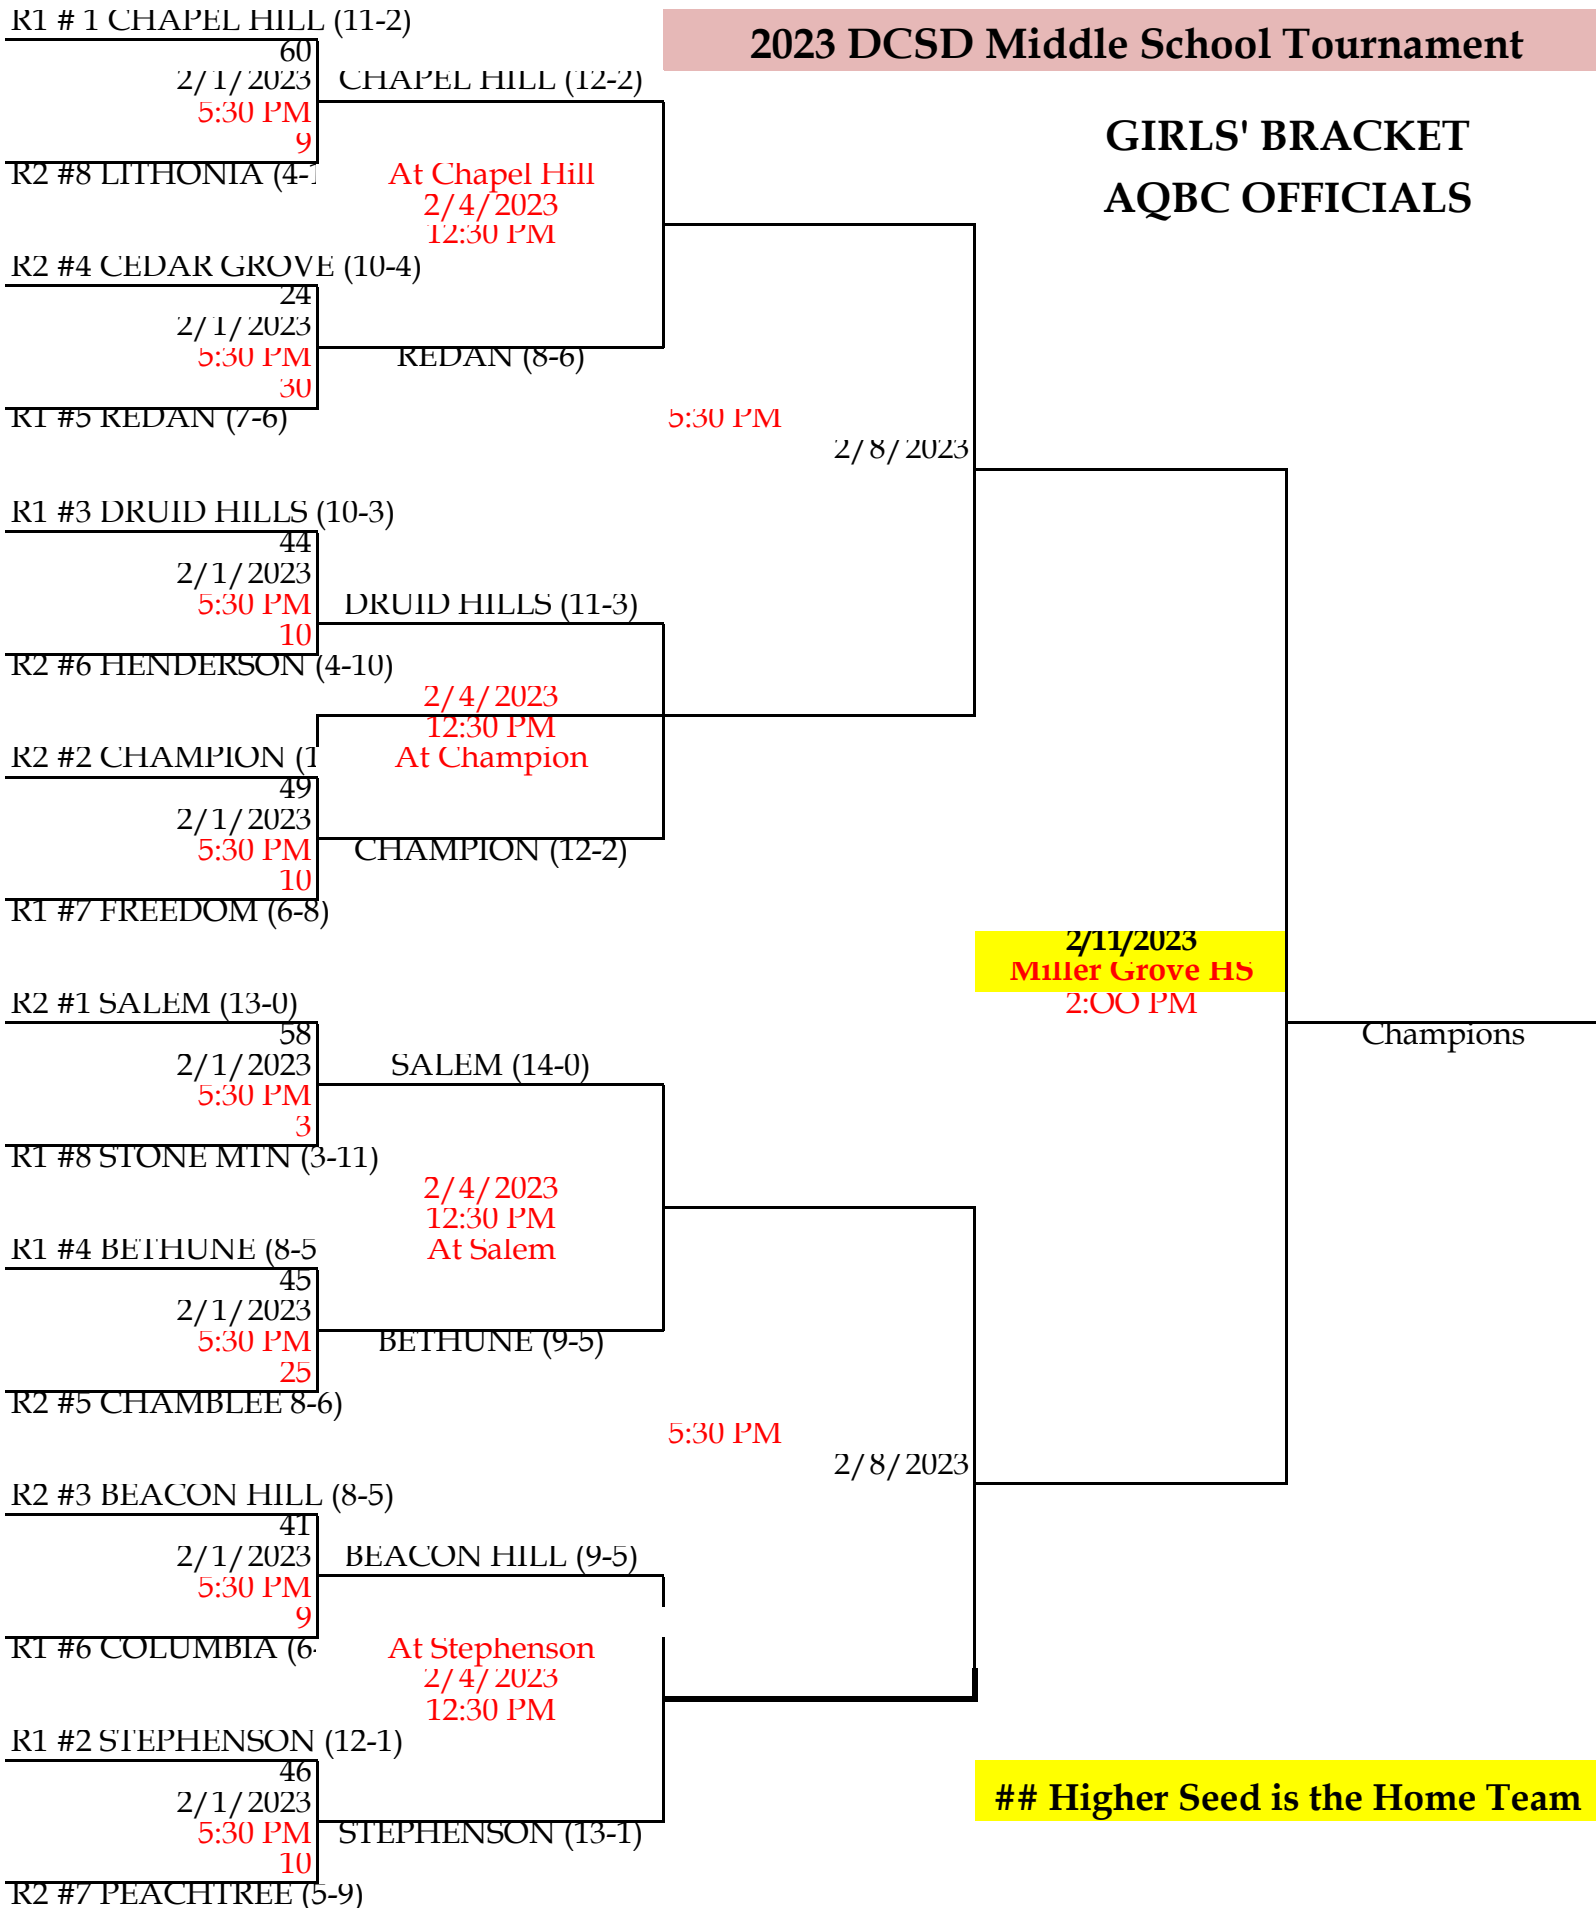 R1 # 1 CHAPEL HILL (11-2)
2023 DCSD Middle School Tournament
60
2/1/2023
CHAPEL HILL (12-2)
5:30 PM
9
GIRLS' BRACKET
R2 #8 LITHONIA (4-1
At Chapel Hill
AQBC OFFICIALS
2/4/2023
12:30 PM
R2 #4 CEDAR GROVE (10-4)
24
2/1/2023
5:30 PM
REDAN (8-6)
30
R1 #5 REDAN (7-6)
5:30 PM
2/8/2023
R1 #3 DRUID HILLS (10-3)
44
2/1/2023
5:30 PM
DRUID HILLS (11-3)
10
R2 #6 HENDERSON (4-10)
2/4/2023
12:30 PM
R2 #2 CHAMPION (1
At Champion
49
2/1/2023
5:30 PM
CHAMPION (12-2)
10
R1 #7 FREEDOM (6-8)
2/11/2023
Miller Grove HS
R2 #1 SALEM (13-0)
2:OO PM
58
Champions
2/1/2023
SALEM (14-0)
5:30 PM
3
R1 #8 STONE MTN (3-11)
2/4/2023
12:30 PM
R1 #4 BETHUNE (8-5
At Salem
45
2/1/2023
5:30 PM
BETHUNE (9-5)
25
R2 #5 CHAMBLEE 8-6)
5:30 PM
2/8/2023
R2 #3 BEACON HILL (8-5)
41
2/1/2023
BEACON HILL (9-5)
5:30 PM
9
R1 #6 COLUMBIA (6-
At Stephenson
2/4/2023
12:30 PM
R1 #2 STEPHENSON (12-1)
46
2/1/2023
## Higher Seed is the Home Team
5:30 PM
STEPHENSON (13-1)
10
R2 #7 PEACHTREE (5-9)